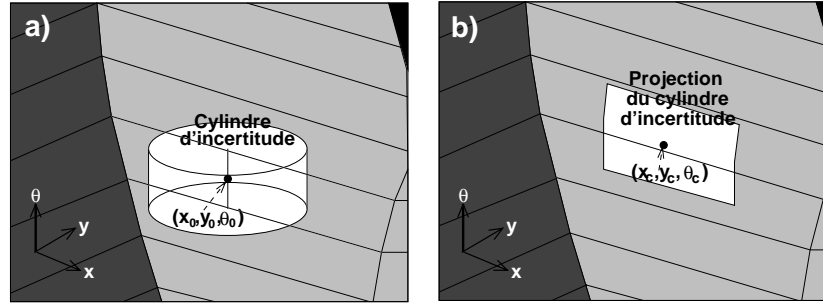 a)
Cylindre
d'incertitude
(x0,y0,θ0)
θ
y
x
b)
Projection
du cylindre
d'incertitude
(xc,yc,θc)
θ
y
x